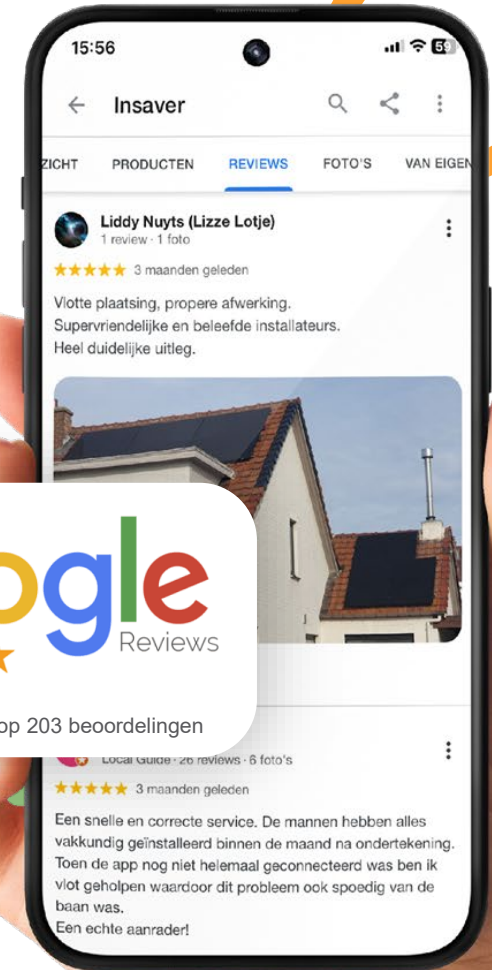 15:56
59
Insaver
ZICHT PRODUCTEN REVIEWS FOTO'S VAN EIGEN
Liddy Nuyts (Lizze Lotje)
1 review · 1 foto
3 maanden geleden
Vlotte plaatsing, propere afwerking.
Supervriendelijke en beleefde installateurs.
Heel duidelijke uitleg.
ogle
Reviews
op 203 beoordelingen
Local Guide · 26 reviews · 6 foto's
3 maanden geleden
Een snelle en correcte service. De mannen hebben alles
vakkundig geïnstalleerd binnen de maand na ondertekening.
Toen de app nog niet helemaal geconnecteerd was ben ik
vlot geholpen waardoor dit probleem ook spoedig van de
baan was.
Een echte aanrader!